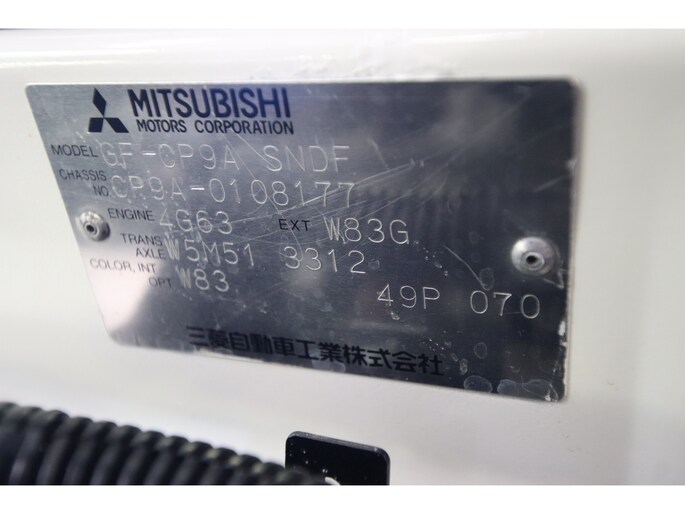 MITSUBISHI
MOTORS CORPORATION
MODEL GF-CP9A SNDF
CHASSIS NO. CP9A-0108177
ENGINE 4G63 EXT W83G
TRANS AXLE W5M51 3312
COLOR, INT OPT W83
49P 070
三菱自動車工業株式会社